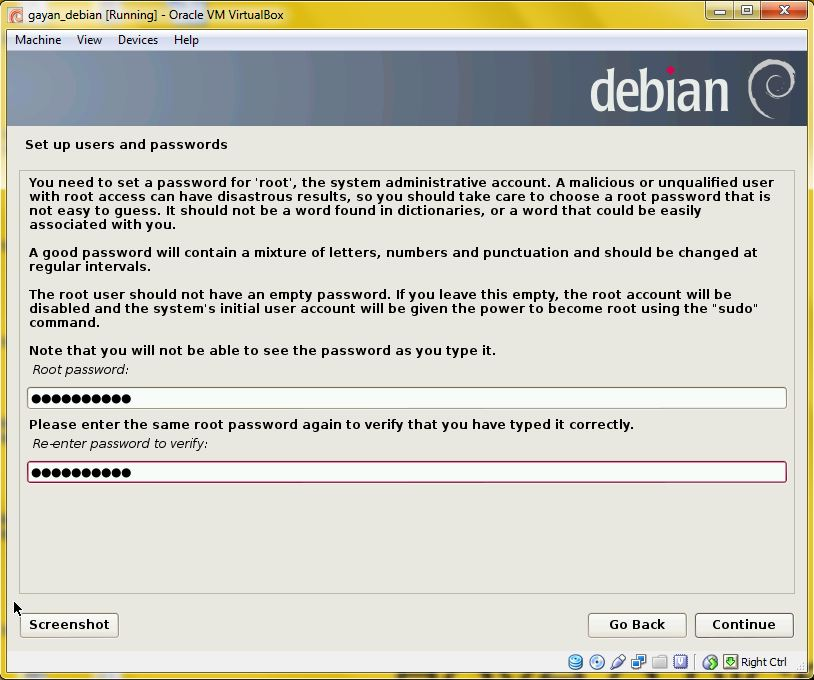 gayan_debian [Running] - Oracle VM VirtualBox
Machine View Devices Help
debian
Set up users and passwords
You need to set a password for 'root', the system administrative account. A malicious or unqualified user
with root access can have disastrous results, so you should take care to choose a root password that is
not easy to guess. It should not be a word found in dictionaries, or a word that could be easily
associated with you.
A good password will contain a mixture of letters, numbers and punctuation and should be changed at
regular intervals.
The root user should not have an empty password. If you leave this empty, the root account will be
disabled and the system's initial user account will be given the power to become root using the "sudo"
command.
Note that you will not be able to see the password as you type it.
Root password:
●●●●●●●●●●
Please enter the same root password again to verify that you have typed it correctly.
Re-enter password to verify:
●●●●●●●●●●
Screenshot Go Back Continue
Right Ctrl